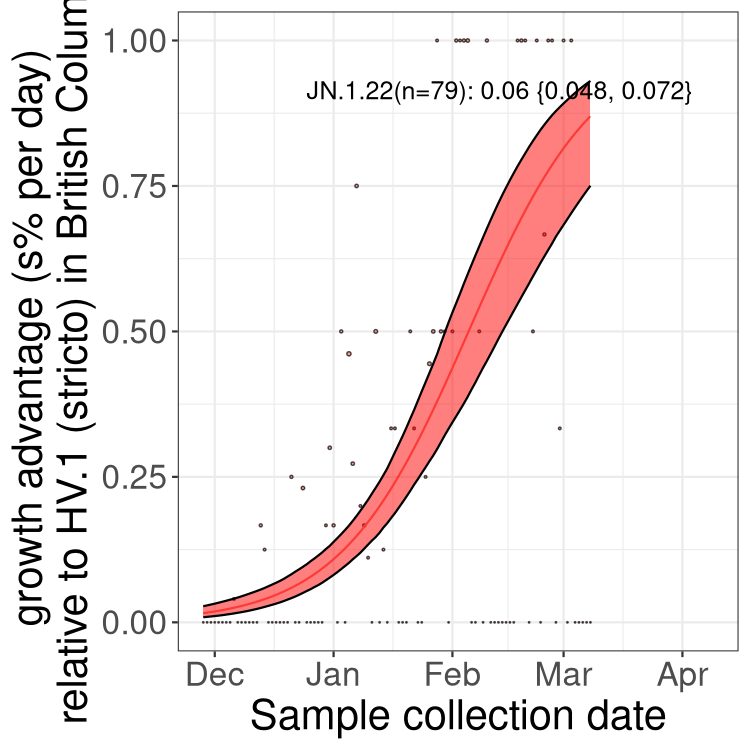 growth advantage (s% per day)
relative to HV.1 (stricto) in British Colum
1.00
0.75
0.50
0.25
0.00
JN.1.22(n=79): 0.06 {0.048, 0.072}
Dec Jan Feb Mar Apr
Sample collection date